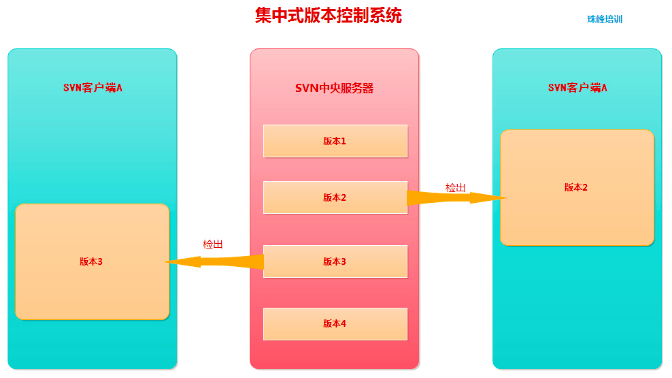 集中式版本控制系统
珠峰培训
SVN客户端A
SVN中央服务器
SVN客户端A
版本1
版本2
检出
版本2
检出
版本3
版本3
版本4